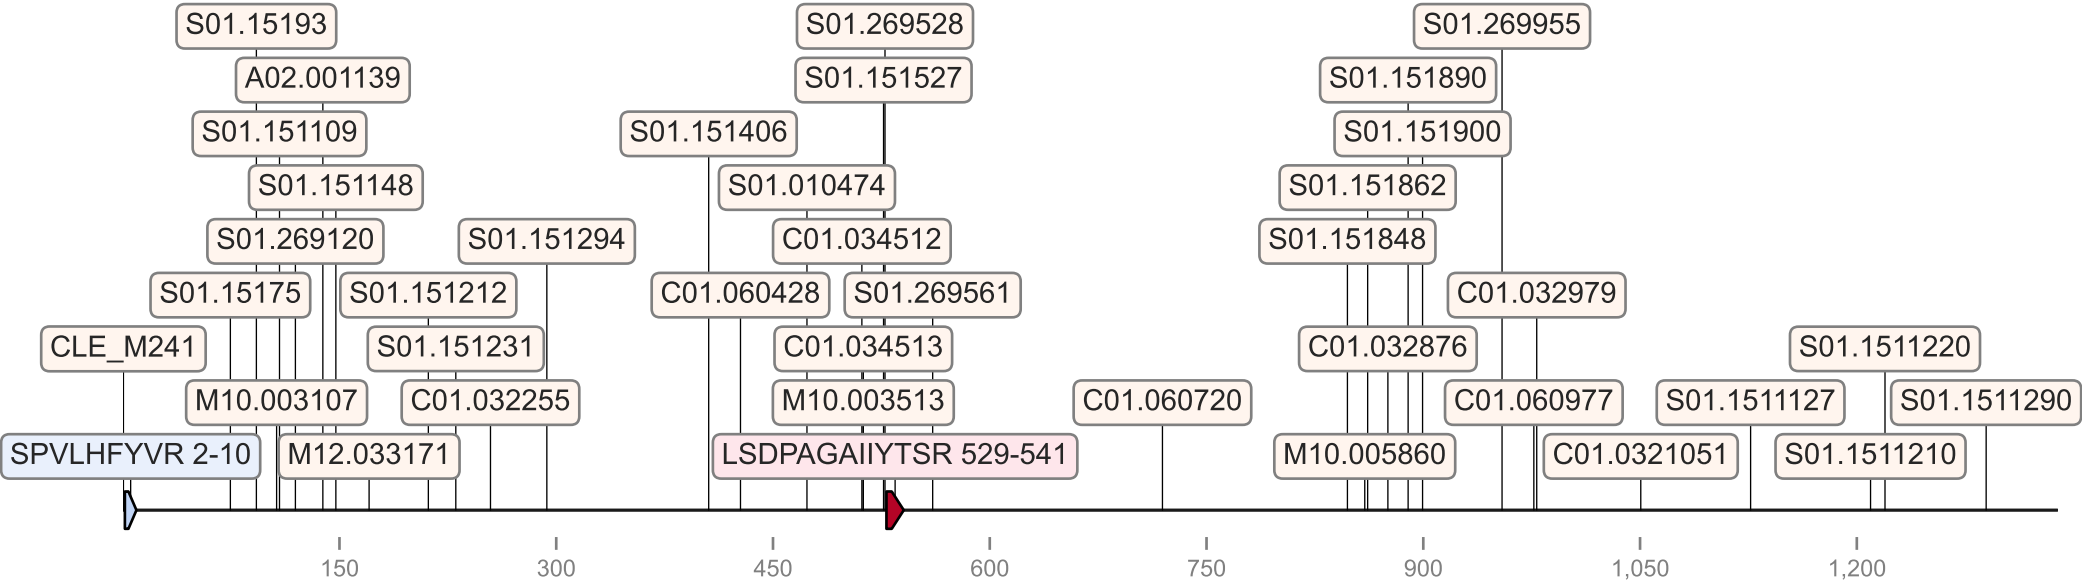 S01.15193
S01.269528
S01.269955
A02.001139
S01.151527
S01.151890
S01.151109
S01.151406
S01.151900
S01.151148
S01.010474
S01.151862
S01.269120
S01.151294
C01.034512
S01.151848
S01.15175
S01.151212
C01.060428
S01.269561
C01.032979
CLE_M241
S01.151231
C01.034513
C01.032876
S01.1511220
M10.003107
C01.032255
M10.003513
C01.060720
C01.060977
S01.1511127
S01.1511290
SPVLHFYVR 2-10
M12.033171
LSDPAGAIIYTSR 529-541
M10.005860
C01.0321051
S01.1511210
150
300
450
600
750
900
1,050
1,200